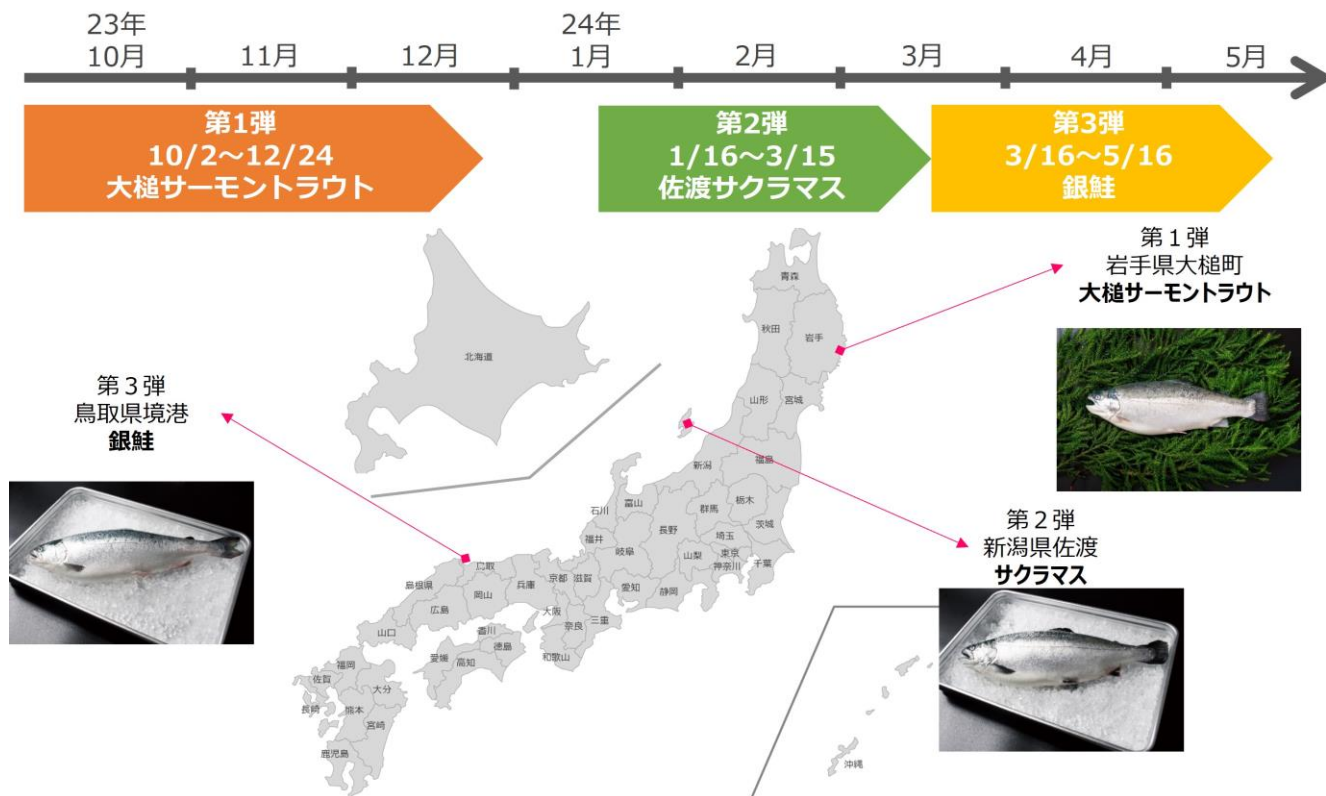 23年
10月
11月
12月
24年
1月
2月
3月
4月
5月
第1弾
10/2～12/24
大槌サーモントラウト
第2弾
1/16～3/15
佐渡サクラマス
第3弾
3/16～5/16
銀鮭
第１弾
岩手県大槌町
大槌サーモントラウト
第３弾
鳥取県境港
銀鮭
第２弾
新潟県佐渡
サクラマス
北海道
青森
秋田
岩手
山形
宮城
新潟
福島
石川
富山
群馬
栃木
茨城
福井
岐阜
長野
埼玉
山梨
東京
神奈川
千葉
島根県
鳥取
兵庫
京都
滋賀
愛知
静岡
広島
岡山
大阪
奈良
三重
山口
香川
徳島
愛媛
高知
和歌山
福岡
佐賀
大分
長崎
熊本
宮崎
鹿児島
沖縄